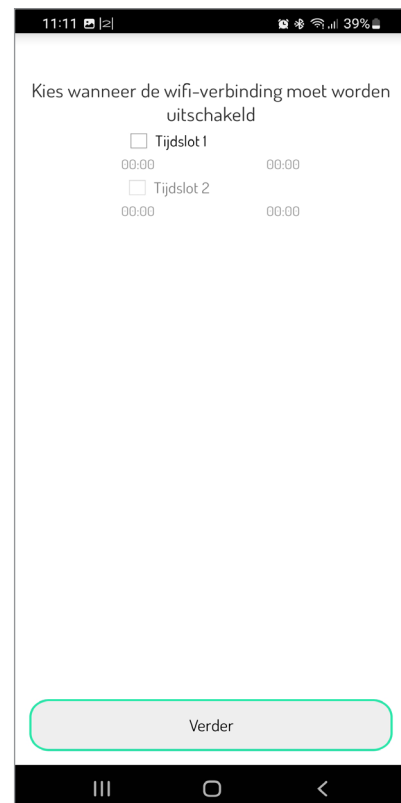 11:11 39%
Kies wanneer de wifi-verbinding moet worden
uitschakeld
Tijdslot 1
00:00 00:00
Tijdslot 2
00:00 00:00
Verder